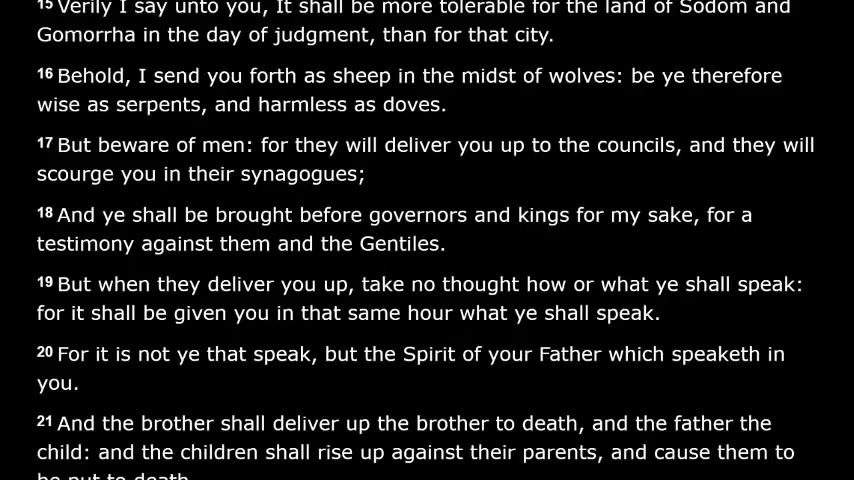 15 Verily I say unto you, It shall be more tolerable for the land of Sodom and
Gomorrha in the day of judgment, than for that city.
16 Behold, I send you forth as sheep in the midst of wolves: be ye therefore
wise as serpents, and harmless as doves.
17 But beware of men: for they will deliver you up to the councils, and they will
scourge you in their synagogues;
18 And ye shall be brought before governors and kings for my sake, for a
testimony against them and the Gentiles.
19 But when they deliver you up, take no thought how or what ye shall speak:
for it shall be given you in that same hour what ye shall speak.
20 For it is not ye that speak, but the Spirit of your Father which speaketh in
you.
21 And the brother shall deliver up the brother to death, and the father the
child: and the children shall rise up against their parents, and cause them to
be put to death.